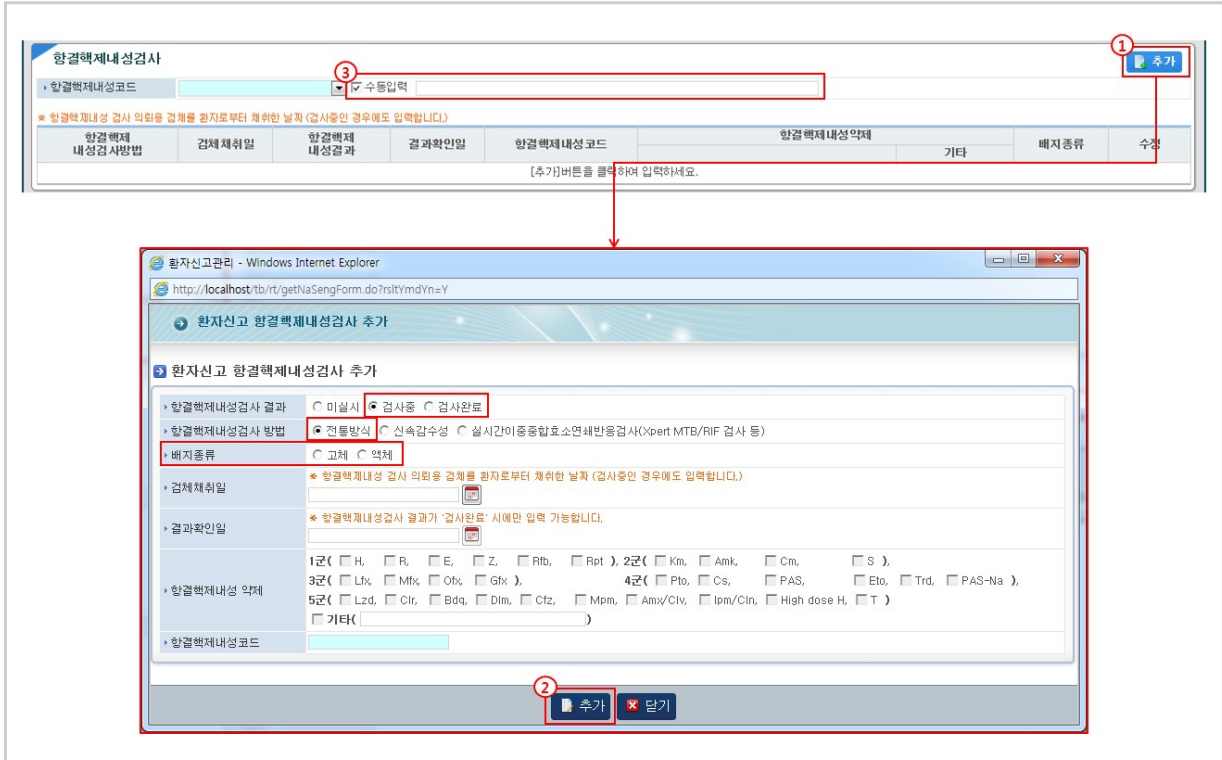 항결핵제내성검사
① 추가
항결핵제내성코드 ③ 수동입력
※ 항결핵제내성 검사 의뢰용 검체를 환자로부터 채취한 날짜 (검사중인 경우에도 입력합니다.)
항결핵제 내성검사방법 검체채취일 항결핵제 내성결과 결과확인일 항결핵제내성코드 항결핵제내성약제 기타 배지종류 수정
[추가]버튼을 클릭하여 입력하세요.
환자신고관리 - Windows Internet Explorer
http://localhost/tb/rt/getNaSengForm.do?rsltYmdYn=Y
환자신고 항결핵제내성검사 추가
환자신고 항결핵제내성검사 추가
항결핵제내성검사 결과 미실시 검사중 검사완료
항결핵제내성검사 방법 전통방식 신속감수성 실시간이중중합효소연쇄반응검사(Xpert MTB/RIF 검사 등)
배지종류 고체 액체
※ 항결핵제내성 검사 의뢰용 검체를 환자로부터 채취한 날짜 (검사중인 경우에도 입력합니다.)
검체채취일
※ 항결핵제내성검사 결과가 '검사완료' 시에만 입력 가능합니다.
결과확인일
1군( H, R, E, Z, Rfb, Rpt ), 2군( Km, Amk, Cm, S ),
3군( Lfx, Mfx, Ofx, Gfx ), 4군( Pto, Cs, PAS, Eto, Trd, PAS-Na ),
항결핵제내성 약제
5군( Lzd, Clr, Bdq, Dlm, Cfz, Mpm, Amx/Clv, Ipm/Cln, High dose H, T )
기타( )
항결핵제내성코드
② 추가 닫기